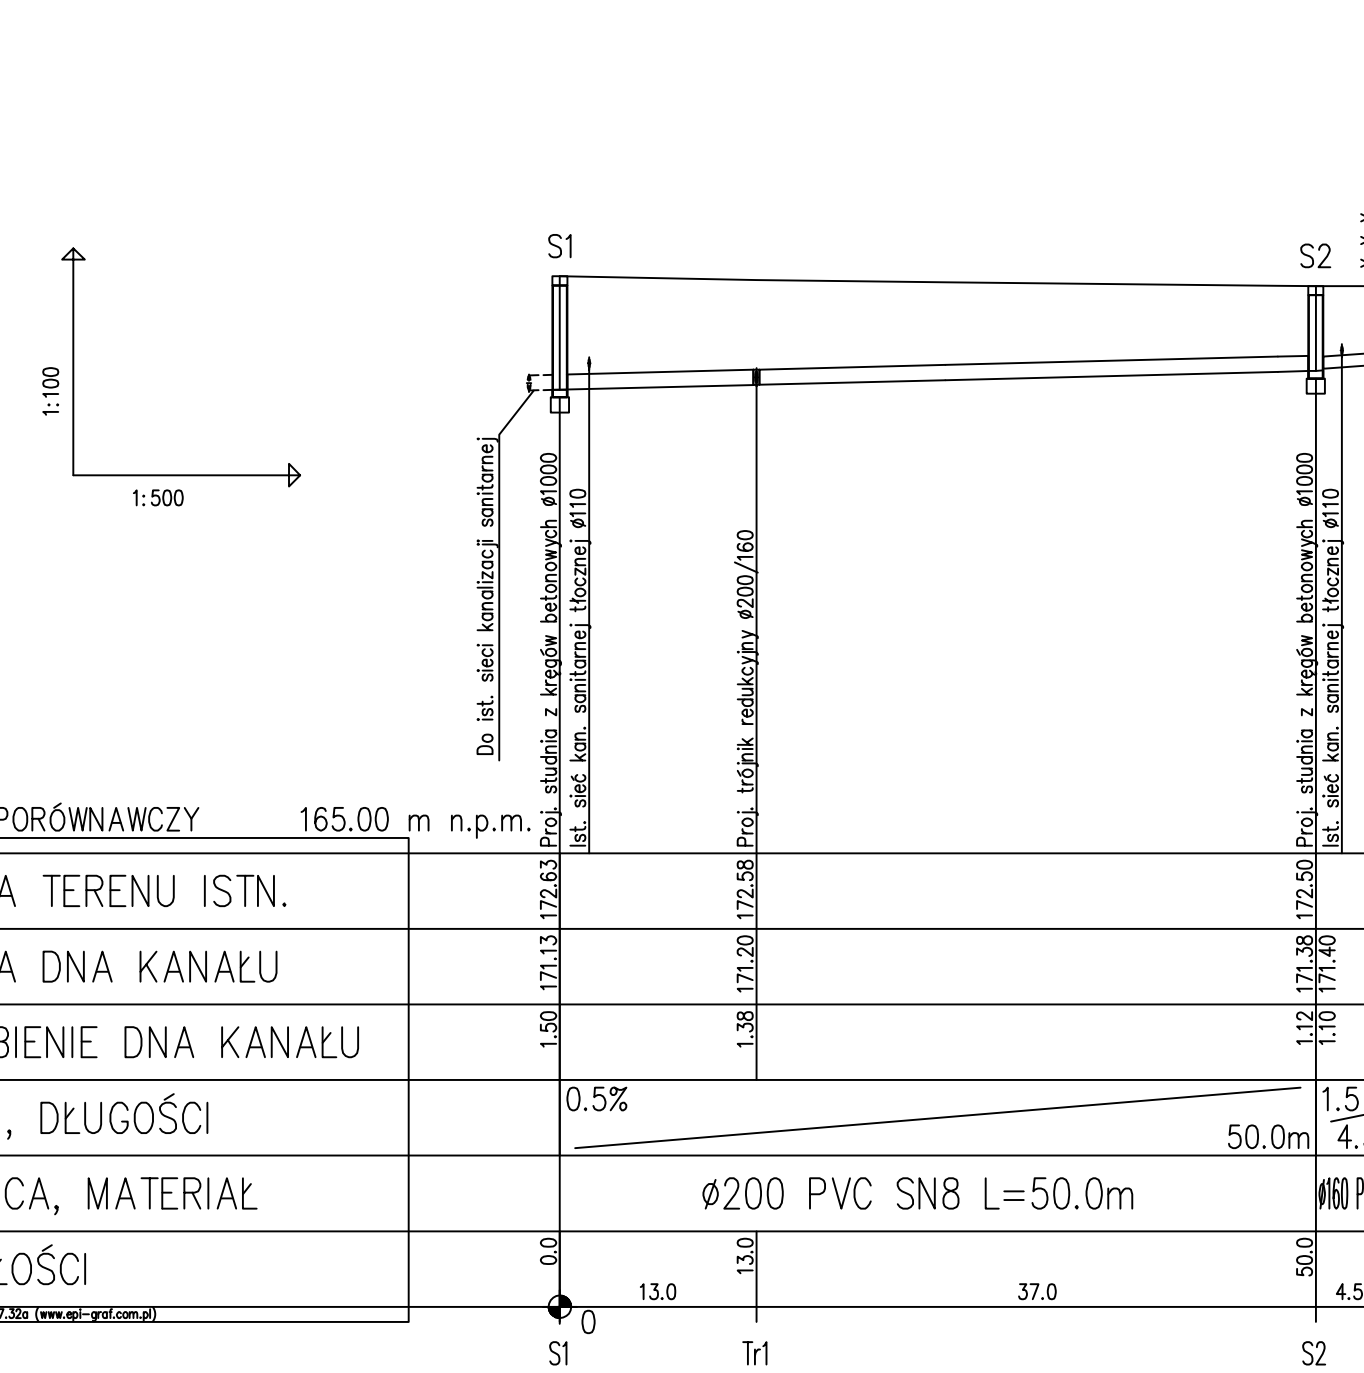 S1
S2
1:100
1:500
Do ist. sieci kanalizacji sanitarnej
Proj. studnia z kręgów betonowych ø1000
Ist. sieć kan. sanitarnej tłocznej ø110
Proj. trójnik redukcyjny ø200/160
Proj. studnia z kręgów betonowych ø1000
Ist. sieć kan. sanitarnej tłocznej ø110
PORÓWNAWCZY 165.00 m n.p.m.
A TERENU ISTN. 172.63 172.58 172.50
A DNA KANAŁU 171.13 171.20 171.38 171.40
BIENIE DNA KANAŁU 1.50 1.38 1.12 1.10
, DŁUGOŚCI 0.5% 50.0m 1.5 4.
CA, MATERIAŁ ø200 PVC SN8 L=50.0m ø160 P
ŁOŚCI 0.0 13.0 13.0 37.0 50.0 4.5
7.32a (www.epi-graf.com.pl)
0
S1 Tr1 S2